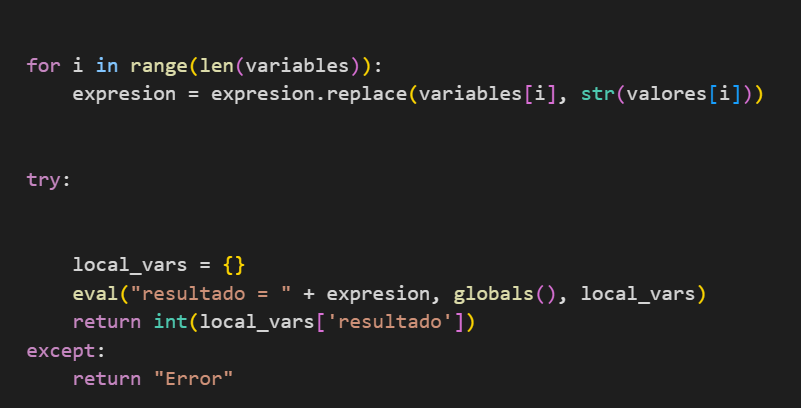 for i in range(len(variables)):
    expresion = expresion.replace(variables[i], str(valores[i]))
try:
    local_vars = {}
    eval("resultado = " + expresion, globals(), local_vars)
    return int(local_vars['resultado'])
except:
    return "Error"